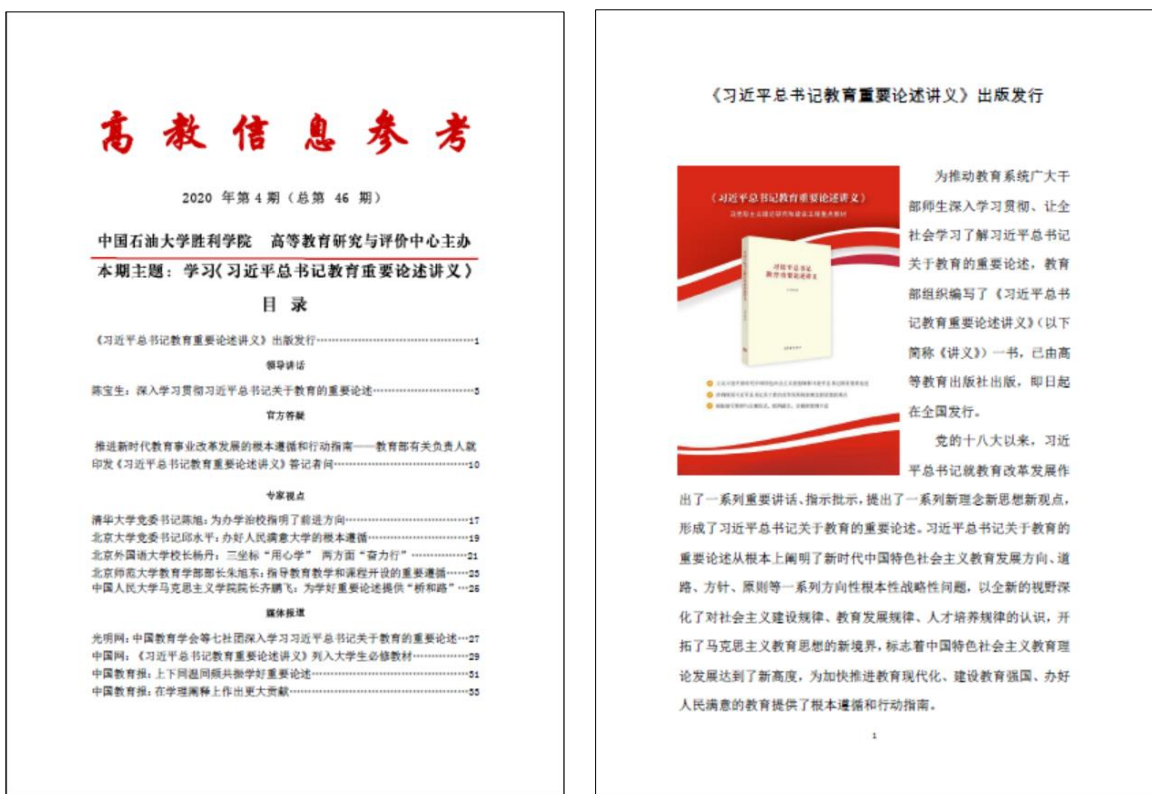 高教信息参考
2020 年第 4 期（总第 46 期）
中国石油大学胜利学院 高等教育研究与评价中心主办
本期主题：学习《习近平总书记教育重要论述讲义》
目 录
《习近平总书记教育重要论述讲义》出版发行……………………1
领导讲话
陈宝生：深入学习贯彻习近平总书记关于教育的重要论述……………………3
官方答疑
推进新时代教育事业改革发展的根本遵循和行动指南——教育部有关负责人就
印发《习近平总书记教育重要论述讲义》答记者问……………………10
专家视点
清华大学党委书记陈旭：为办学治校指明了前进方向……………………17
北京大学党委书记邱水平：办好人民满意大学的根本遵循……………………19
北京外国语大学校长杨丹：三坐标“用心学” 两方面“奋力行”……………………21
北京师范大学教育学部部长朱旭东：指导教育教学和课程开设的重要遵循……23
中国人民大学马克思主义学院院长齐鹏飞：为学好重要论述提供“桥和路”…25
媒体报道
光明网：中国教育学会等七社团深入学习习近平总书记关于教育的重要论述…27
中国网：《习近平总书记教育重要论述讲义》列入大学生必修教材……………29
中国教育报：上下同温同频共振学好重要论述……………………31
中国教育报：在学理阐释上作出更大贡献……………………33
《习近平总书记教育重要论述讲义》出版发行
《习近平总书记教育重要论述讲义》
马克思主义理论研究和建设工程重点教材
习近平总书记
教育重要论述讲义
为推动教育系统广大干
部师生深入学习贯彻、让全
社会学习了解习近平总书记
关于教育的重要论述，教育
部组织编写了《习近平总书
记教育重要论述讲义》（以下
简称《讲义》）一书，已由高
等教育出版社出版，即日起
在全国发行。
党的十八大以来，习近
平总书记就教育改革发展作
出了一系列重要讲话、指示批示，提出了一系列新理念新思想新观点，
形成了习近平总书记关于教育的重要论述。习近平总书记关于教育的
重要论述从根本上阐明了新时代中国特色社会主义教育发展方向、道
路、方针、原则等一系列方向性根本性战略性问题，以全新的视野深
化了对社会主义建设规律、教育发展规律、人才培养规律的认识，开
拓了马克思主义教育思想的新境界，标志着中国特色社会主义教育理
论发展达到了新高度，为加快推进教育现代化、建设教育强国、办好
人民满意的教育提供了根本遵循和行动指南。
1